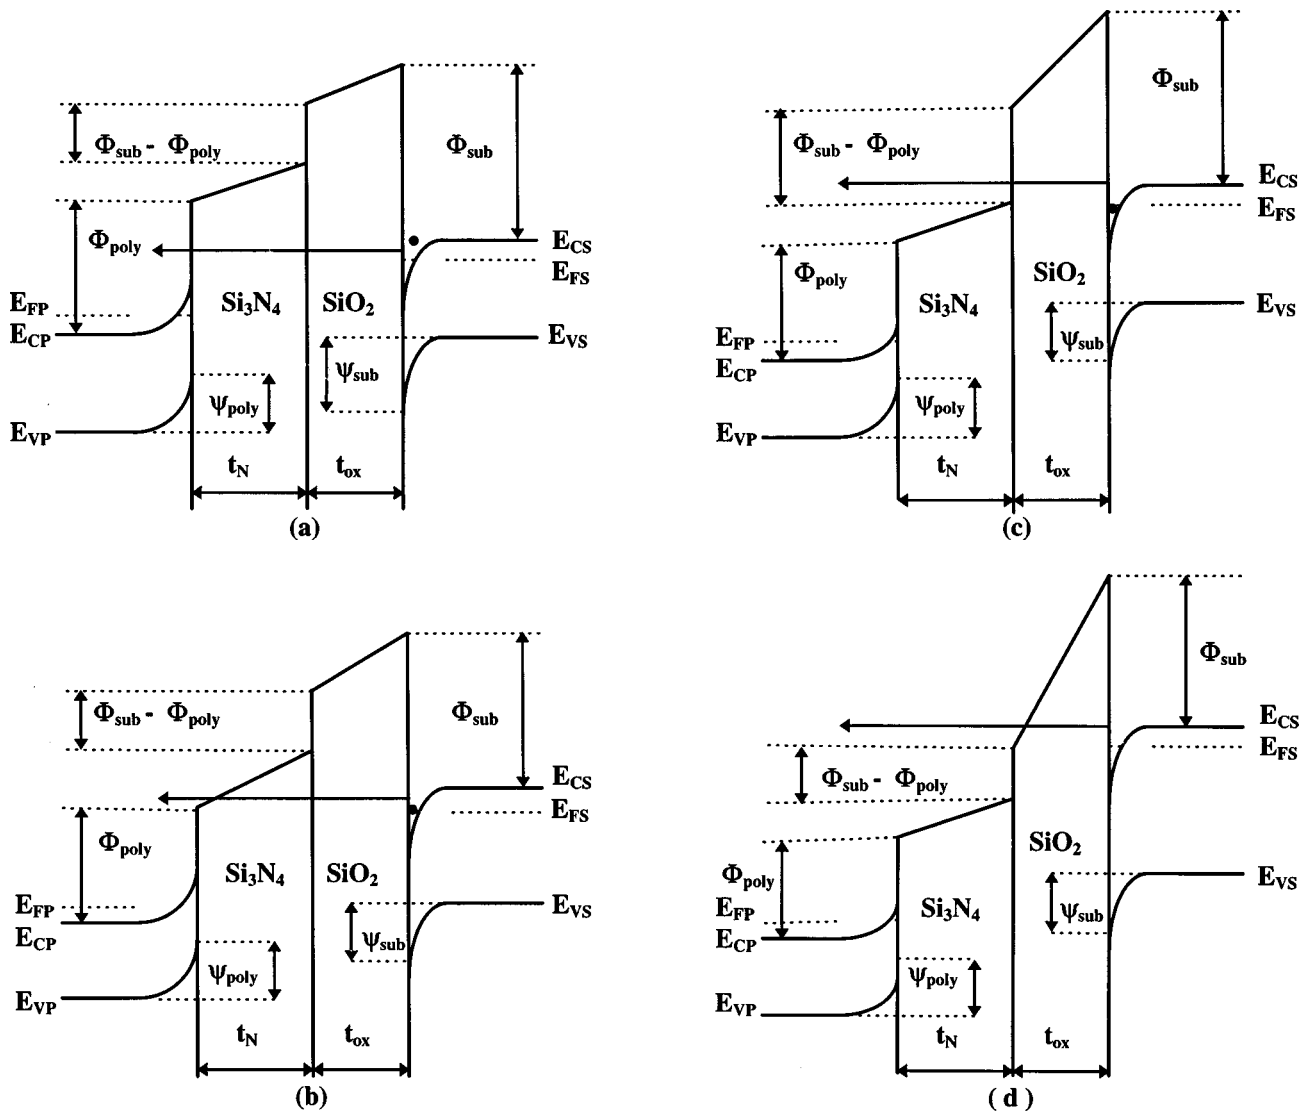 Φsub - Φpoly
Φsub
Φpoly
ECS
EFS
EFP
ECP
Si3N4
SiO2
EVS
ψsub
ψpoly
EVP
tN
tox
(a)
Φsub
Φsub - Φpoly
ECS
EFS
Φpoly
SiO2
Si3N4
EVS
ψsub
EFP
ECP
ψpoly
EVP
tN
tox
(c)
Φsub - Φpoly
Φsub
ECS
EFS
Φpoly
Si3N4
SiO2
EFP
EVS
ECP
ψsub
ψpoly
EVP
tN
tox
(b)
Φsub
ECS
EFS
Φsub - Φpoly
SiO2
Φpoly
EVS
EFP
Si3N4
ψsub
ECP
ψpoly
EVP
tN
tox
( d )